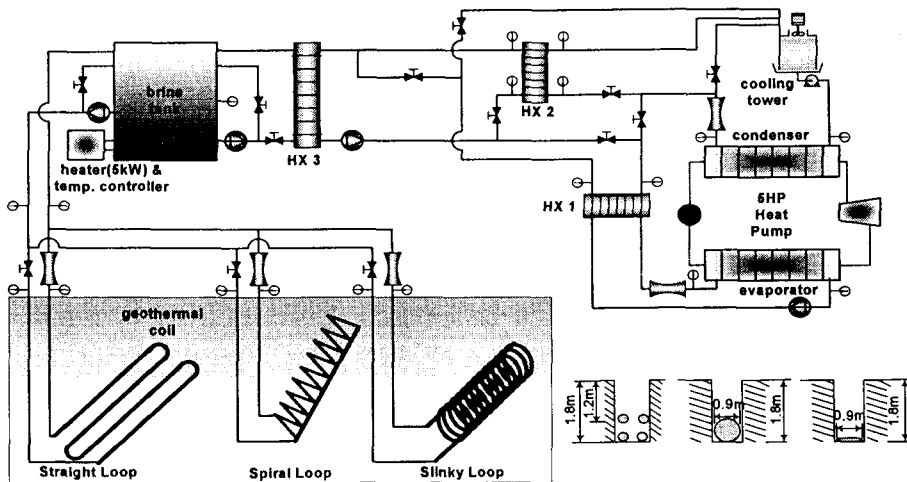 brine
tank
HX 3
HX 2
cooling
tower
condenser
heater(5kW) &
temp. controller
HX 1
5HP
Heat
Pump
evaporator
geothermal
coil
Straight Loop
Spiral Loop
Slinky Loop
1.8m
1.2m
0.9m
1.8m
0.9m
1.8m